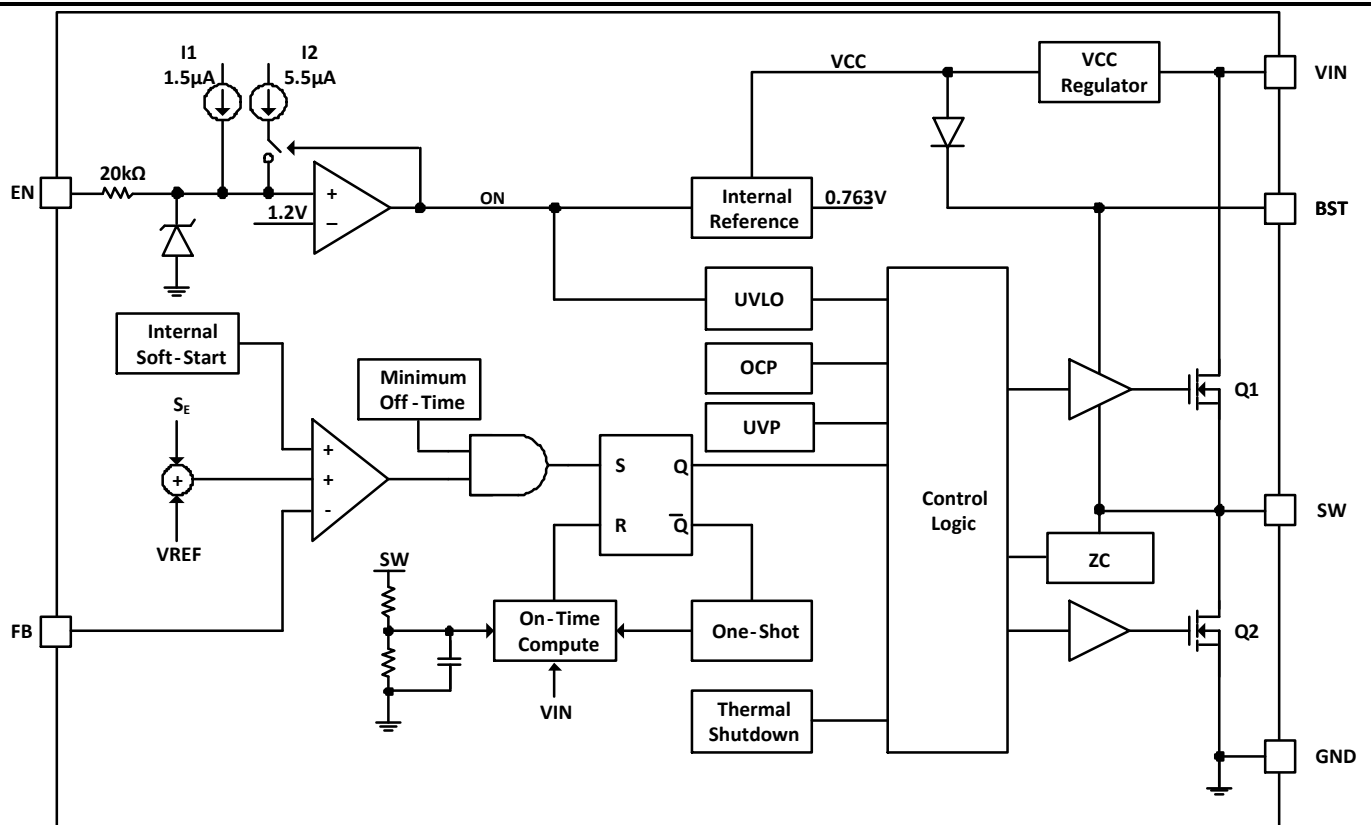 I1
1.5µA
I2
5.5µA
VCC
VCC
Regulator
VIN
EN
20kΩ
+
1.2V
−
ON
Internal
Reference
0.763V
BST
UVLO
Internal
Soft-Start
OCP
Minimum
Off-Time
UVP
Q1
SE
+
VREF
+
+
-
S
Q
R
Q̅
Control
Logic
SW
ZC
SW
FB
On-Time
Compute
One-Shot
Q2
VIN
Thermal
Shutdown
GND